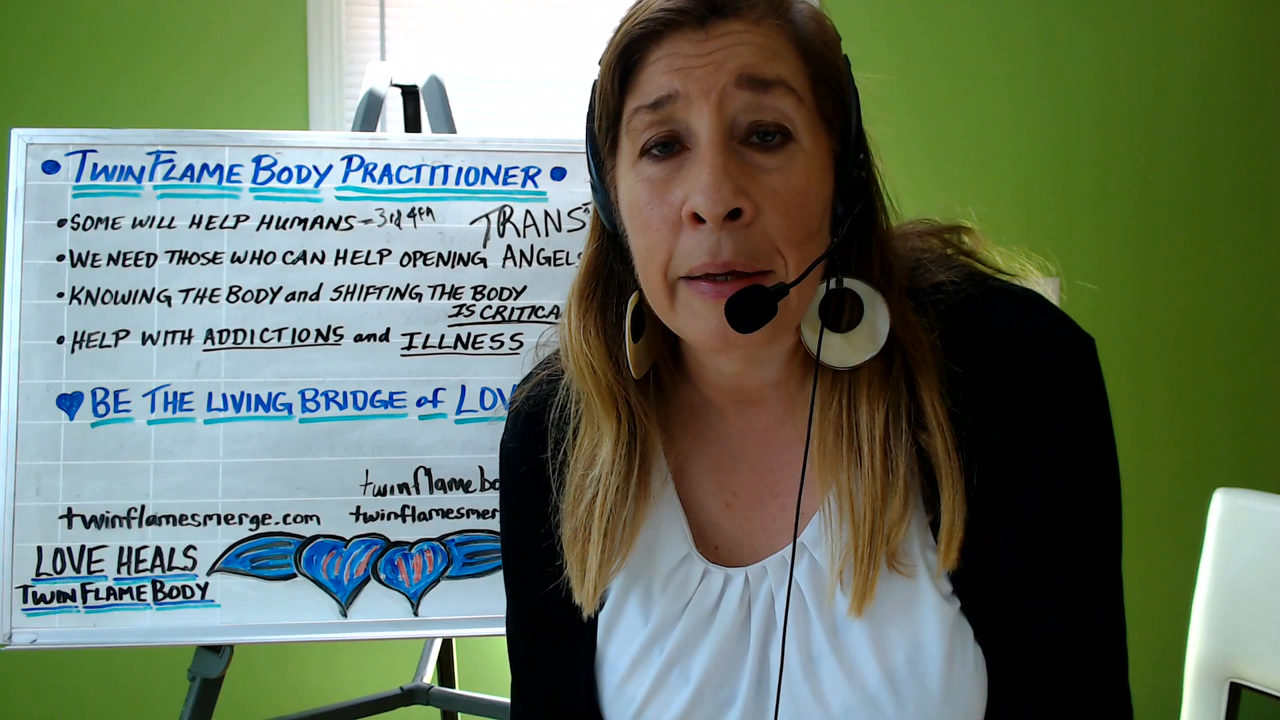 • TWIN FLAME BODY PRACTITIONER •
• SOME WILL HELP HUMANS - 3rd 4th
TRANS
• WE NEED THOSE WHO CAN HELP OPENING ANGEL
• KNOWING THE BODY and SHIFTING THE BODY
IS CRITICA
• HELP WITH ADDICTIONS and ILLNESS
BE THE LIVING BRIDGE of LOV
twinflamebo
twinflamesmerge.com twinflamesmer
LOVE HEALS
TWIN FLAME BODY